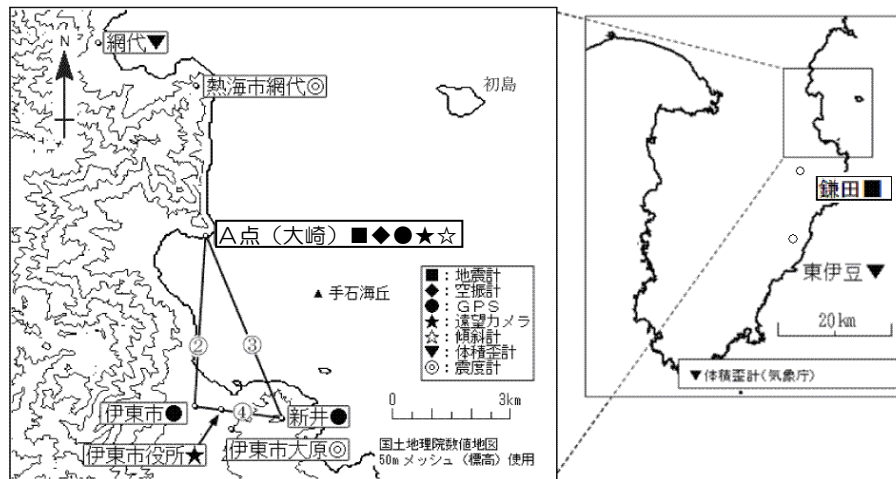 N
網代▼
熱海市網代◎
初島
A点（大崎）■◆●★☆
▲手石海丘
■：地震計
◆：空振計
●：ＧＰＳ
★：遠望カメラ
☆：傾斜計
▼：体積歪計
◎：震度計
②
③
④
伊東市●
新井●
伊東市役所★
伊東市大原◎
0
3km
国土地理院数値地図
50mメッシュ（標高）使用
鎌田■
東伊豆▼
20km
▼体積歪計(気象庁)